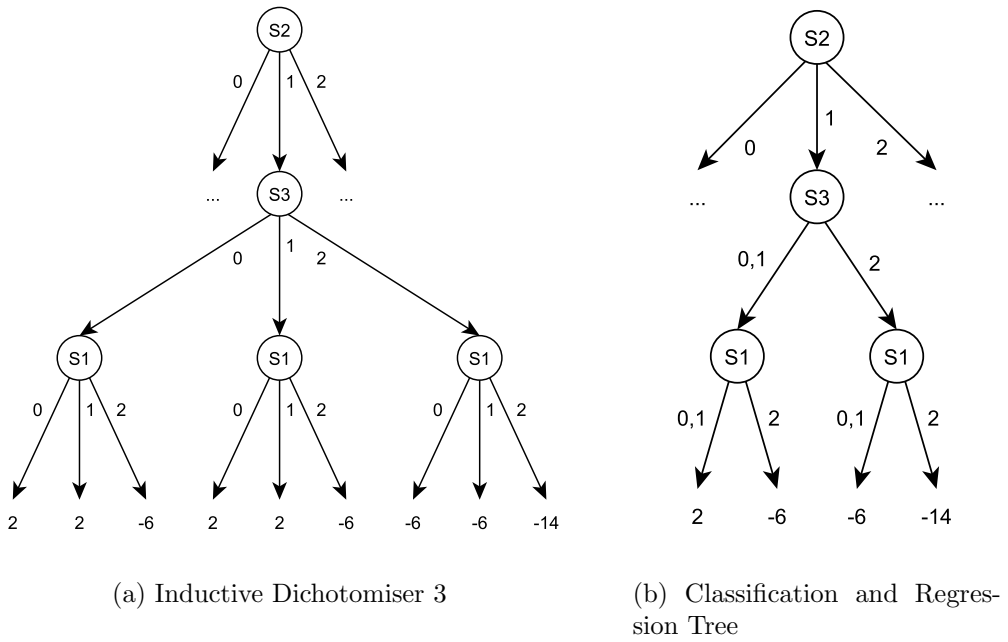 S2
0 1 2
... S3 ...
0 1 2
S1 S1 S1
0 1 2 0 1 2 0 1 2
2 2 -6 2 2 -6 -6 -6 -14
(a) Inductive Dichotomiser 3
S2
0 1 2
... S3 ...
0,1 2
S1 S1
0,1 2 0,1 2
2 -6 -6 -14
(b) Classification and Regres-
sion Tree